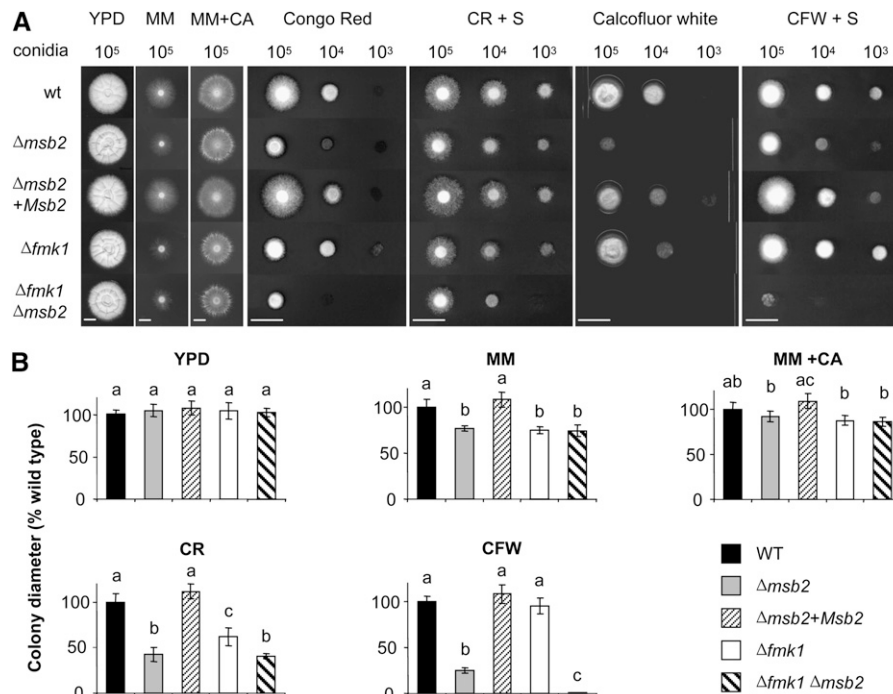 A
YPD MM MM+CA Congo Red CR + S Calcofluor white CFW + S
conidia 10⁵ 10⁵ 10⁵ 10⁵ 10⁴ 10³ 10⁵ 10⁴ 10³ 10⁵ 10⁴ 10³ 10⁵ 10⁴ 10³
wt
Δmsb2
Δmsb2
+Msb2
Δfmk1
Δfmk1
Δmsb2
B
Colony diameter (% wild type)
YPD
a a a a a
100
50
0
MM
a b a b b
100
50
0
MM +CA
ab b ac b b
100
50
0
CR
a b a c b
100
50
0
CFW
a b a a c
100
50
0
WT
Δmsb2
Δmsb2+Msb2
Δfmk1
Δfmk1 Δmsb2